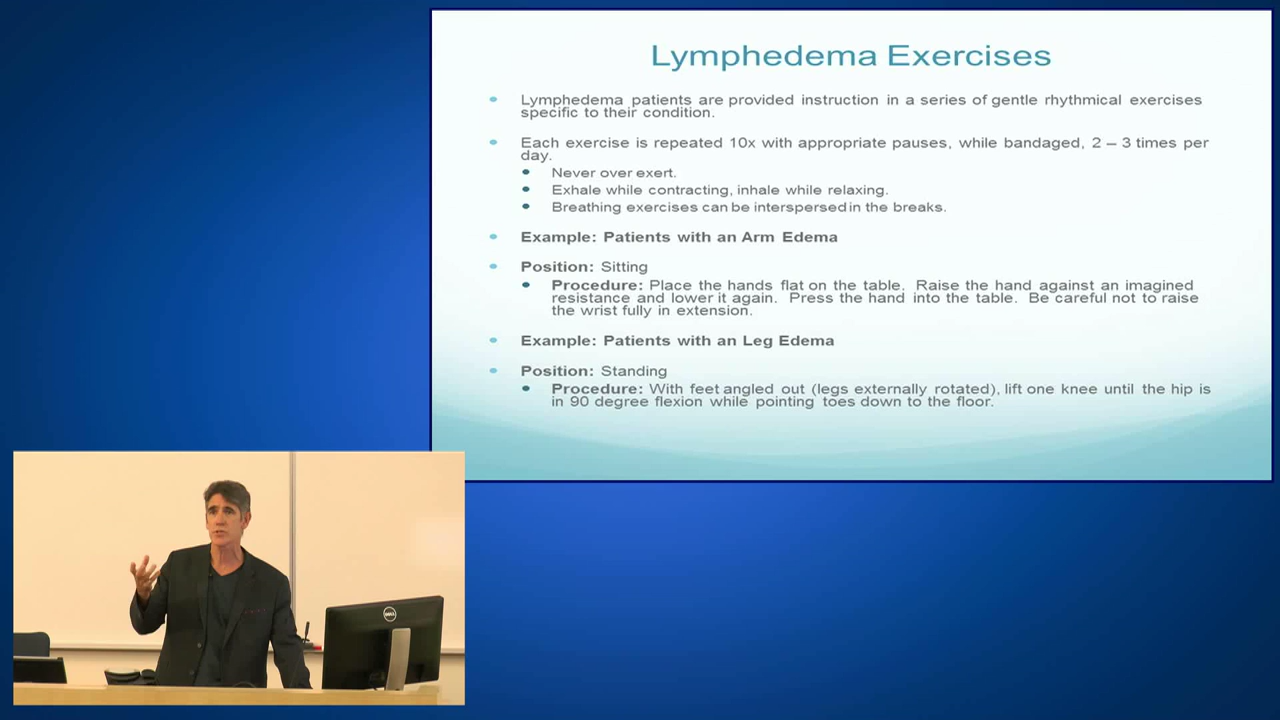 Lymphedema Exercises
Lymphedema patients are provided instruction in a series of gentle rhythmical exercises
specific to their condition.
Each exercise is repeated 10x with appropriate pauses, while bandaged, 2 – 3 times per
day.
Never over exert.
Exhale while contracting, inhale while relaxing.
Breathing exercises can be interspersed in the breaks.
Example: Patients with an Arm Edema
Position: Sitting
Procedure: Place the hands flat on the table. Raise the hand against an imagined
resistance and lower it again. Press the hand into the table. Be careful not to raise
the wrist fully in extension.
Example: Patients with an Leg Edema
Position: Standing
Procedure: With feet angled out (legs externally rotated), lift one knee until the hip is
in 90 degree flexion while pointing toes down to the floor.
DELL